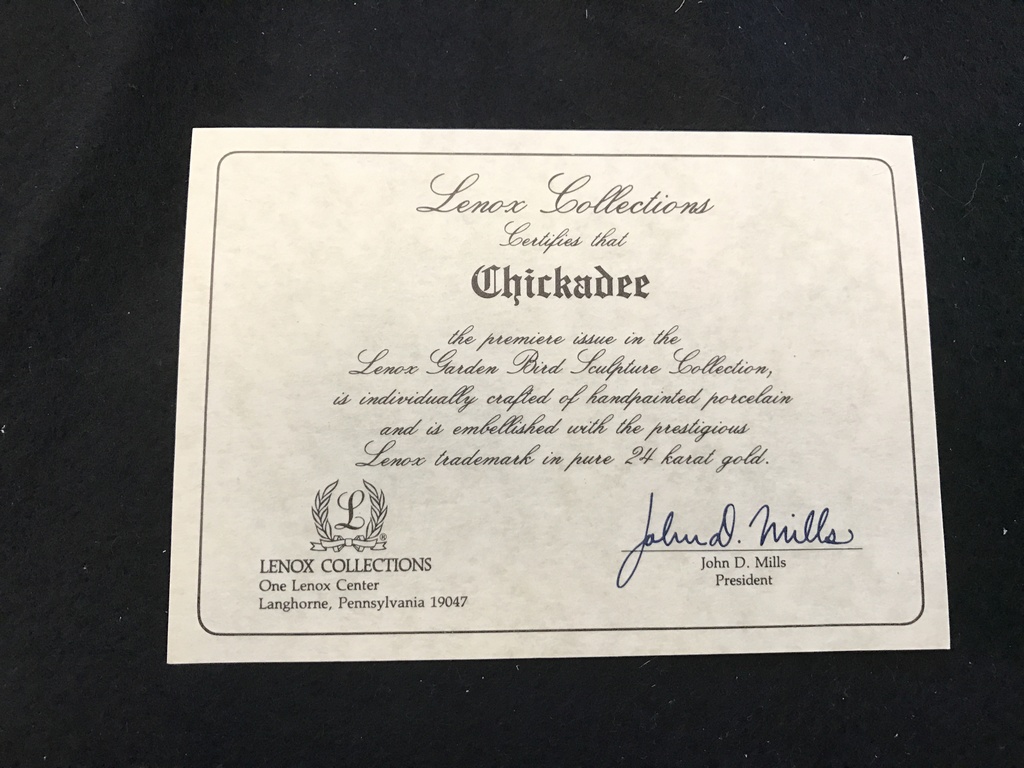 Lenox Collections
Certifies that
Chickadee
the premiere issue in the
Lenox Garden Bird Sculpture Collection,
is individually crafted of handpainted porcelain
and is embellished with the prestigious
Lenox trademark in pure 24 karat gold.
L
®
LENOX COLLECTIONS
One Lenox Center
Langhorne, Pennsylvania 19047
John D. Mills
John D. Mills
President